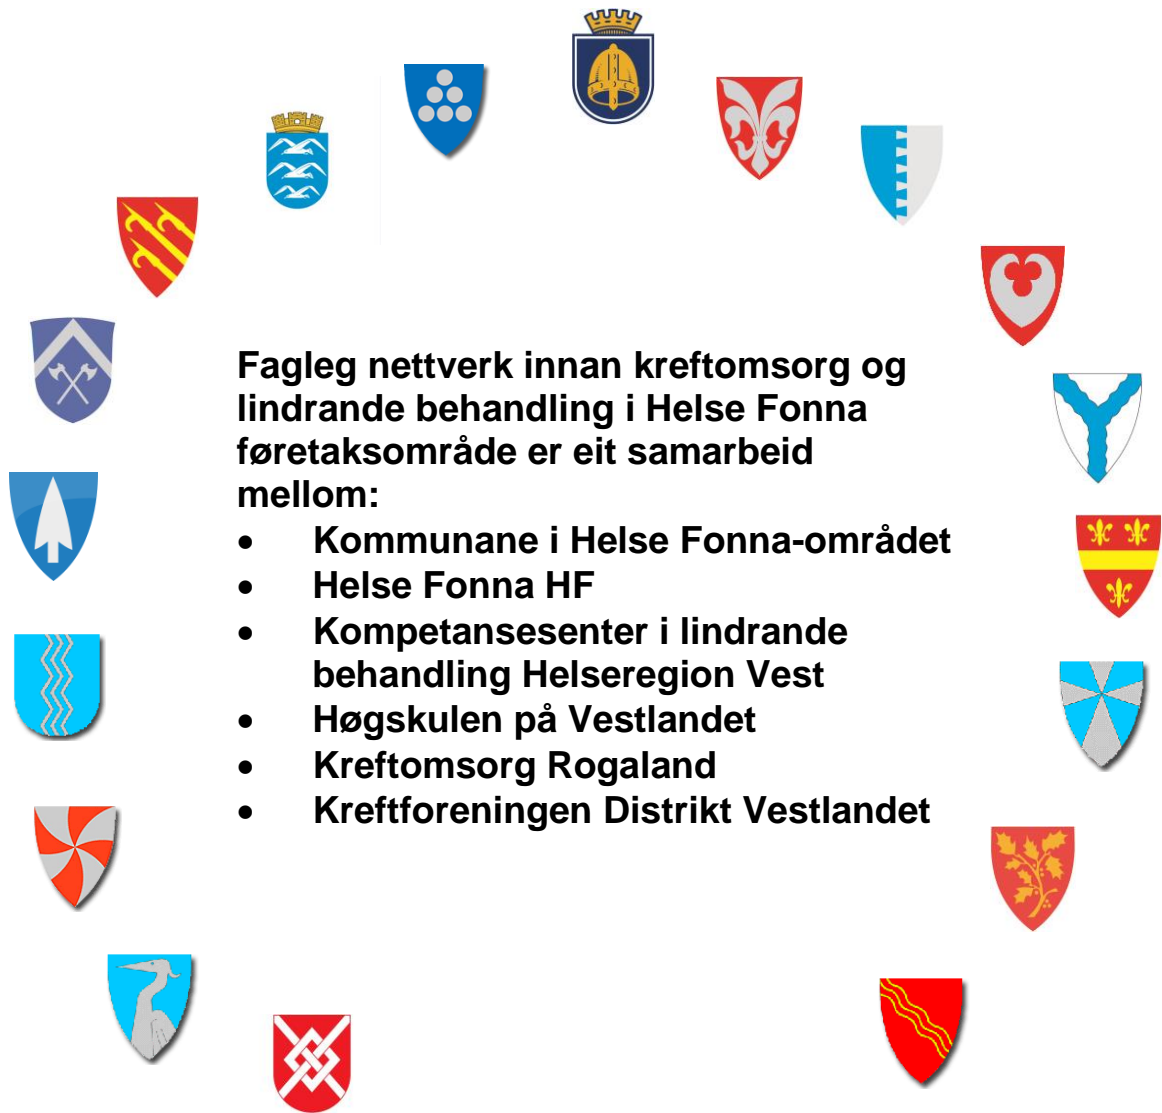 Fagleg nettverk innan kreftomsorg og
lindrande behandling i Helse Fonna
føretaksområde er eit samarbeid
mellom:
• Kommunane i Helse Fonna-området
• Helse Fonna HF
• Kompetansesenter i lindrande
behandling Helseregion Vest
• Høgskulen på Vestlandet
• Kreftomsorg Rogaland
• Kreftforeningen Distrikt Vestlandet